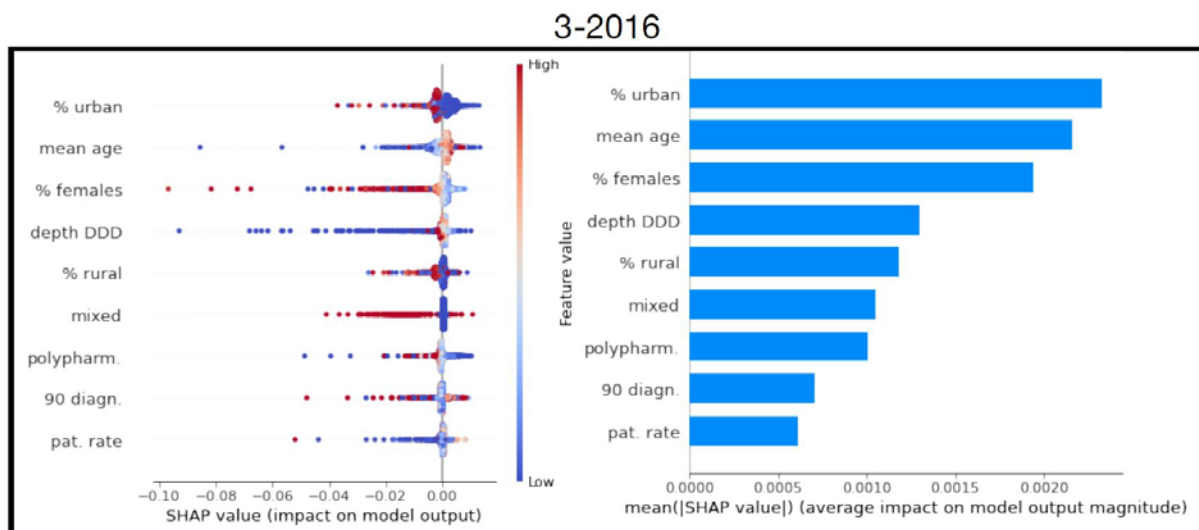 3-2016
High
% urban
mean age
% females
depth DDD
% rural
mixed
polypharm.
90 diagn.
pat. rate
Low
−0.10 −0.08 −0.06 −0.04 −0.02 0.00
SHAP value (impact on model output)
Feature value
% urban
mean age
% females
depth DDD
% rural
mixed
polypharm.
90 diagn.
pat. rate
0.0000 0.0005 0.0010 0.0015 0.0020
mean(|SHAP value|) (average impact on model output magnitude)